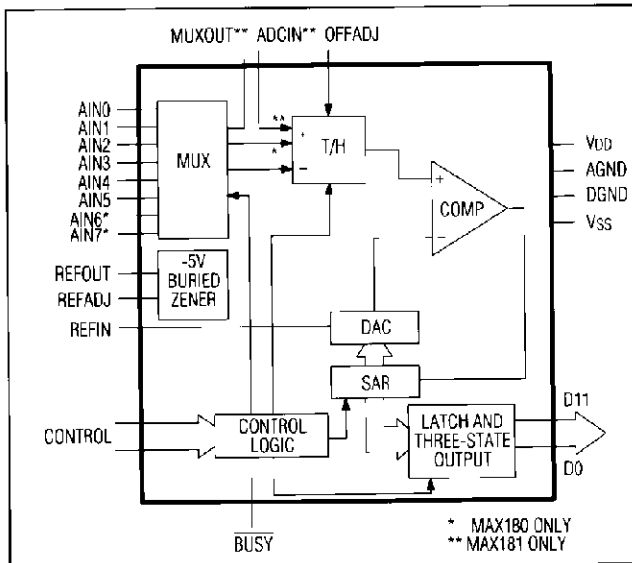 MUXOUT** ADCIN** OFFADJ
AIN0
AIN1
AIN2
AIN3
AIN4
AIN5
AIN6*
AIN7*
MUX
**
*
+
−
T/H
+
−
COMP
VDD
AGND
DGND
VSS
REFOUT
REFADJ
REFIN
-5V
BURIED
ZENER
DAC
SAR
CONTROL
CONTROL
LOGIC
LATCH AND
THREE-STATE
OUTPUT
D11
D0
BUSY
* MAX180 ONLY
** MAX181 ONLY